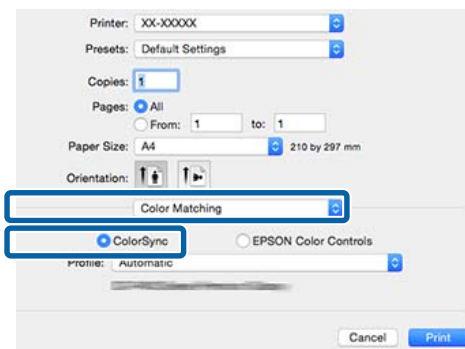 Printer: XX-XXXXX
Presets: Default Settings
Copies: 1
Pages: All
From: 1 to: 1
Paper Size: A4 210 by 297 mm
Orientation:
Color Matching
ColorSync EPSON Color Controls
Profile: Automatic
Cancel Print